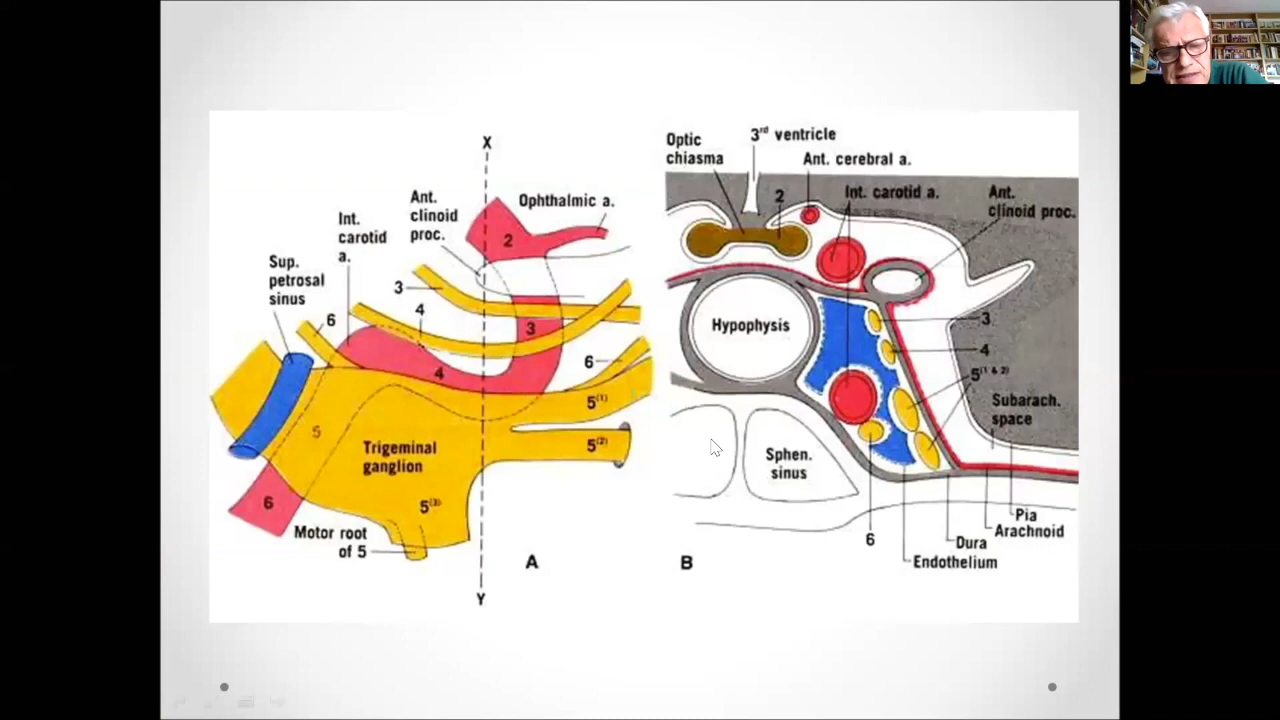 X
Ophthalmic a.
Ant.
clinoid
proc.
Int.
carotid
a.
Sup.
petrosal
sinus
2
3
4
6
3
4
6
5
5(1)
5(2)
Trigeminal
ganglion
5(3)
6
Motor root
of 5
Y
A
Optic
chiasma
3rd ventricle
Ant. cerebral a.
2
Int. carotid a.
Ant.
clinoid proc.
Hypophysis
3
4
5(1 & 2)
Subarach.
space
Sphen.
sinus
6
Pia
Arachnoid
Dura
Endothelium
B